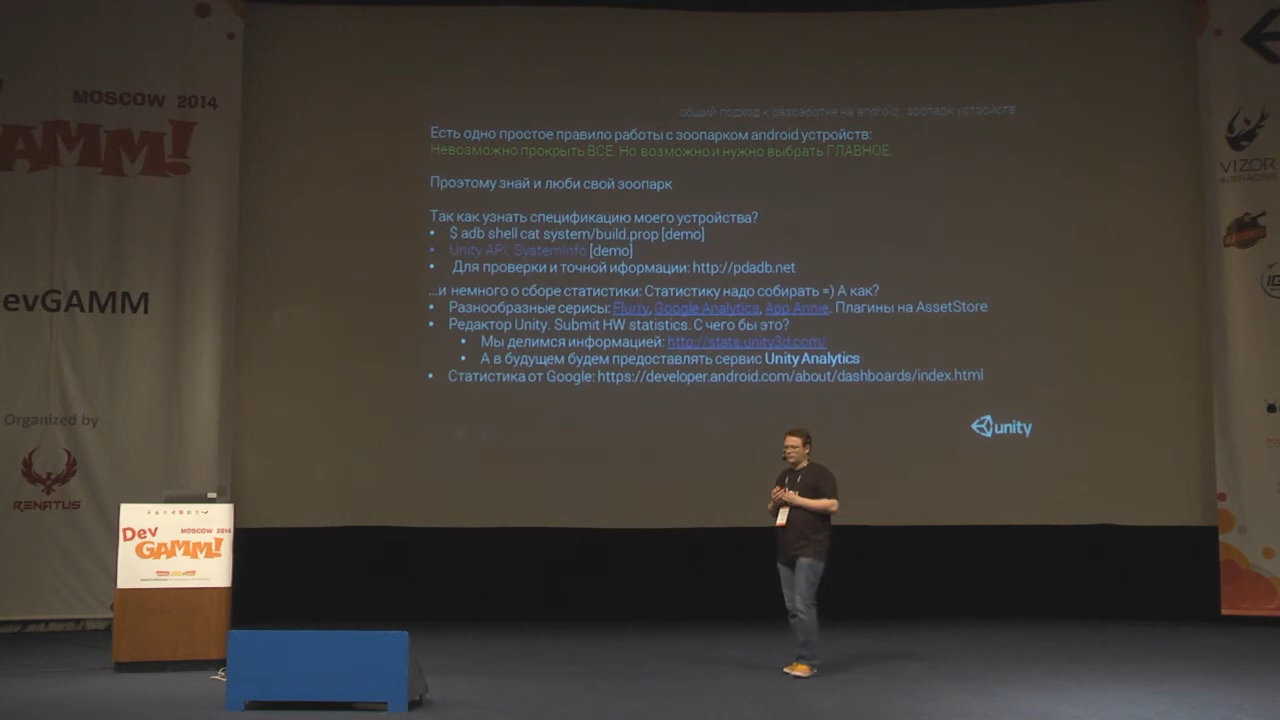 MOSCOW 2014
AMM!
evGAMM
Organized by
RENATUS
Dev
MOSCOW 2014
GAMM!
общий подход к разработке на android: зоопарк устройств
Есть одно простое правило работы с зоопарком android устройств:
Невозможно прокрыть ВСЕ. Но возможно и нужно выбрать ГЛАВНОЕ.
Проэтому знай и люби свой зоопарк
Так как узнать спецификацию моего устройства?
• $ adb shell cat system/build.prop [demo]
• Unity API: SystemInfo [demo]
• Для проверки и точной иформации: http://pdadb.net
...и немного о сборе статистики: Статистику надо собирать =) А как?
• Разнообразные серисы: Flurry, Google Analytics, App Annie. Плагины на AssetStore
• Редактор Unity. Submit HW statistics. С чего бы это?
• Мы делимся информацией: http://stats.unity3d.com/
• А в будущем будем предоставлять сервис Unity Analytics
• Статистика от Google: https://developer.android.com/about/dashboards/index.html
unity
VIZOR
INTERACTIVE
IG